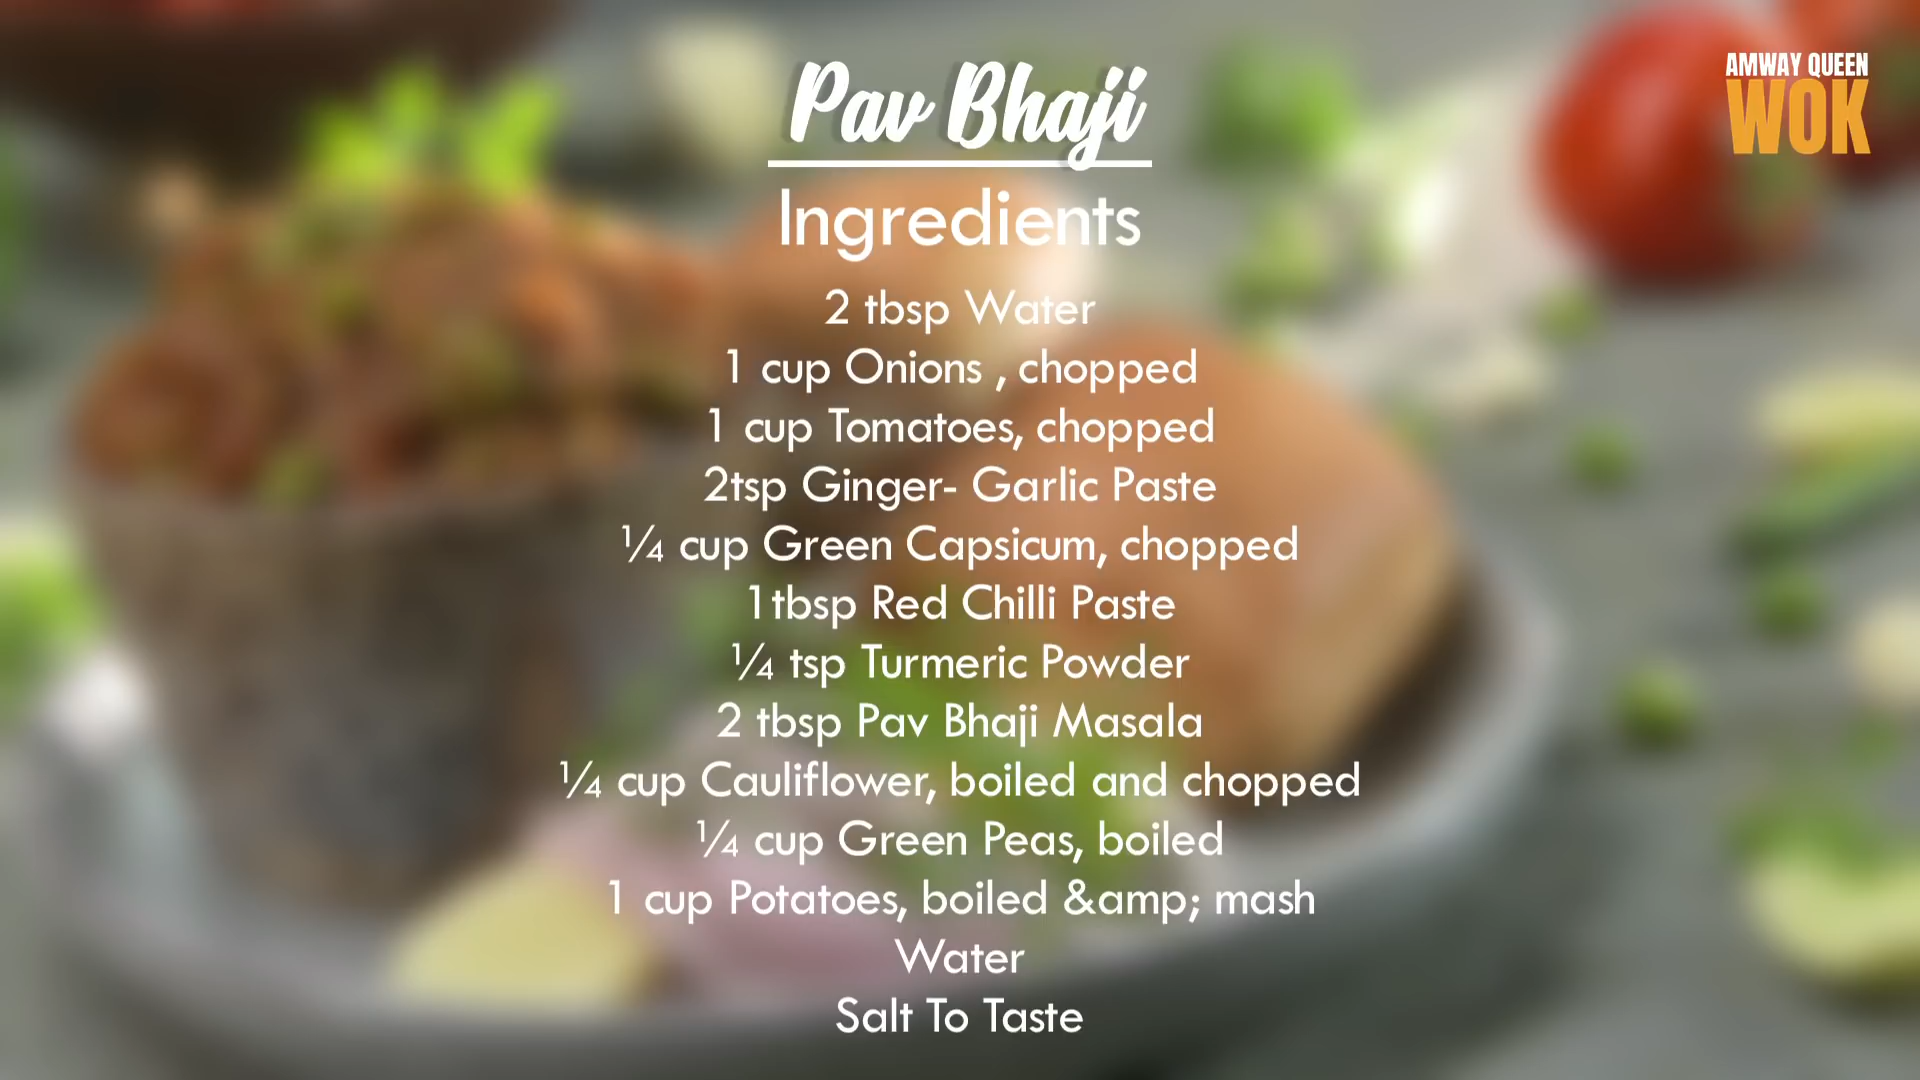 Pav Bhaji
AMWAY QUEEN
WOK
Ingredients
2 tbsp Water
1 cup Onions , chopped
1 cup Tomatoes, chopped
2tsp Ginger- Garlic Paste
¼ cup Green Capsicum, chopped
1tbsp Red Chilli Paste
¼ tsp Turmeric Powder
2 tbsp Pav Bhaji Masala
¼ cup Cauliflower, boiled and chopped
¼ cup Green Peas, boiled
1 cup Potatoes, boiled &amp; mash
Water
Salt To Taste